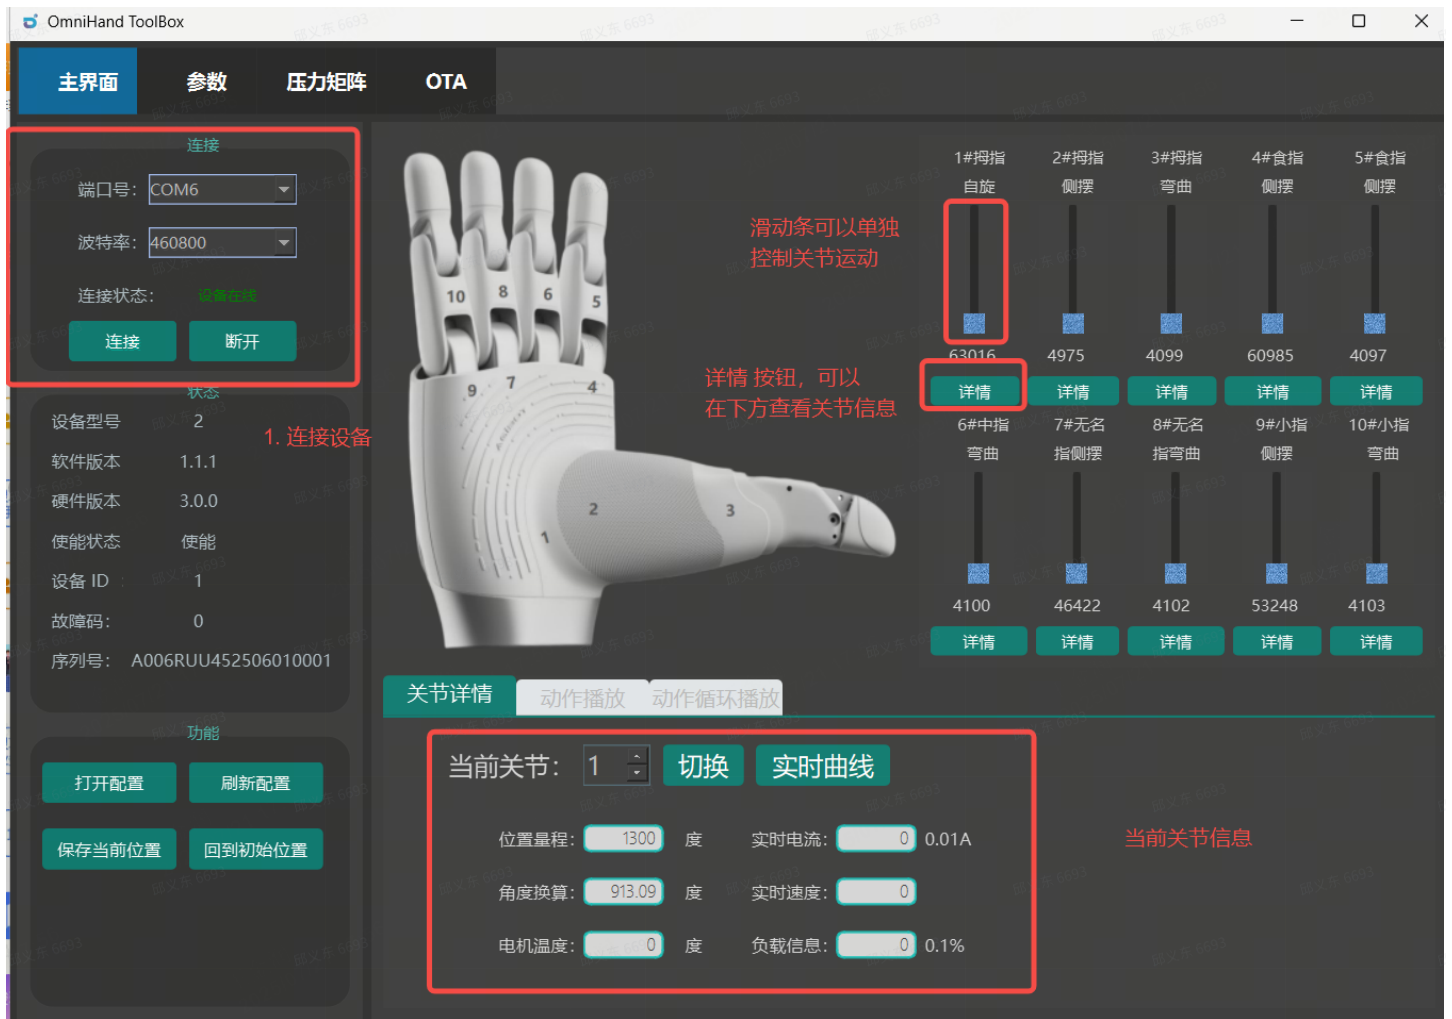 OmniHand ToolBox
主界面 参数 压力矩阵 OTA
连接
端口号： COM6
波特率： 460800
连接状态： 设备在线
连接 断开
状态
设备型号 2
软件版本 1.1.1
硬件版本 3.0.0
使能状态 使能
设备 ID : 1
故障码： 0
序列号： A006RUU452506010001
1. 连接设备
功能
打开配置 刷新配置
保存当前位置 回到初始位置
10 8 6 5
9 7 4
2 3
1
滑动条可以单独
控制关节运动
详情 按钮，可以
在下方查看关节信息
1#拇指 2#拇指 3#拇指 4#食指 5#食指
自旋 侧摆 弯曲 侧摆 侧摆
63016 4975 4099 60985 4097
详情 详情 详情 详情 详情
6#中指 7#无名 8#无名 9#小指 10#小指
弯曲 指侧摆 指弯曲 侧摆 弯曲
4100 46422 4102 53248 4103
详情 详情 详情 详情 详情
关节详情 动作播放 动作循环播放
当前关节： 1 切换 实时曲线
位置量程： 1300 度 实时电流： 0 0.01A
角度换算： 913.09 度 实时速度： 0
电机温度： 0 度 负载信息： 0 0.1%
当前关节信息
邱义东 6693